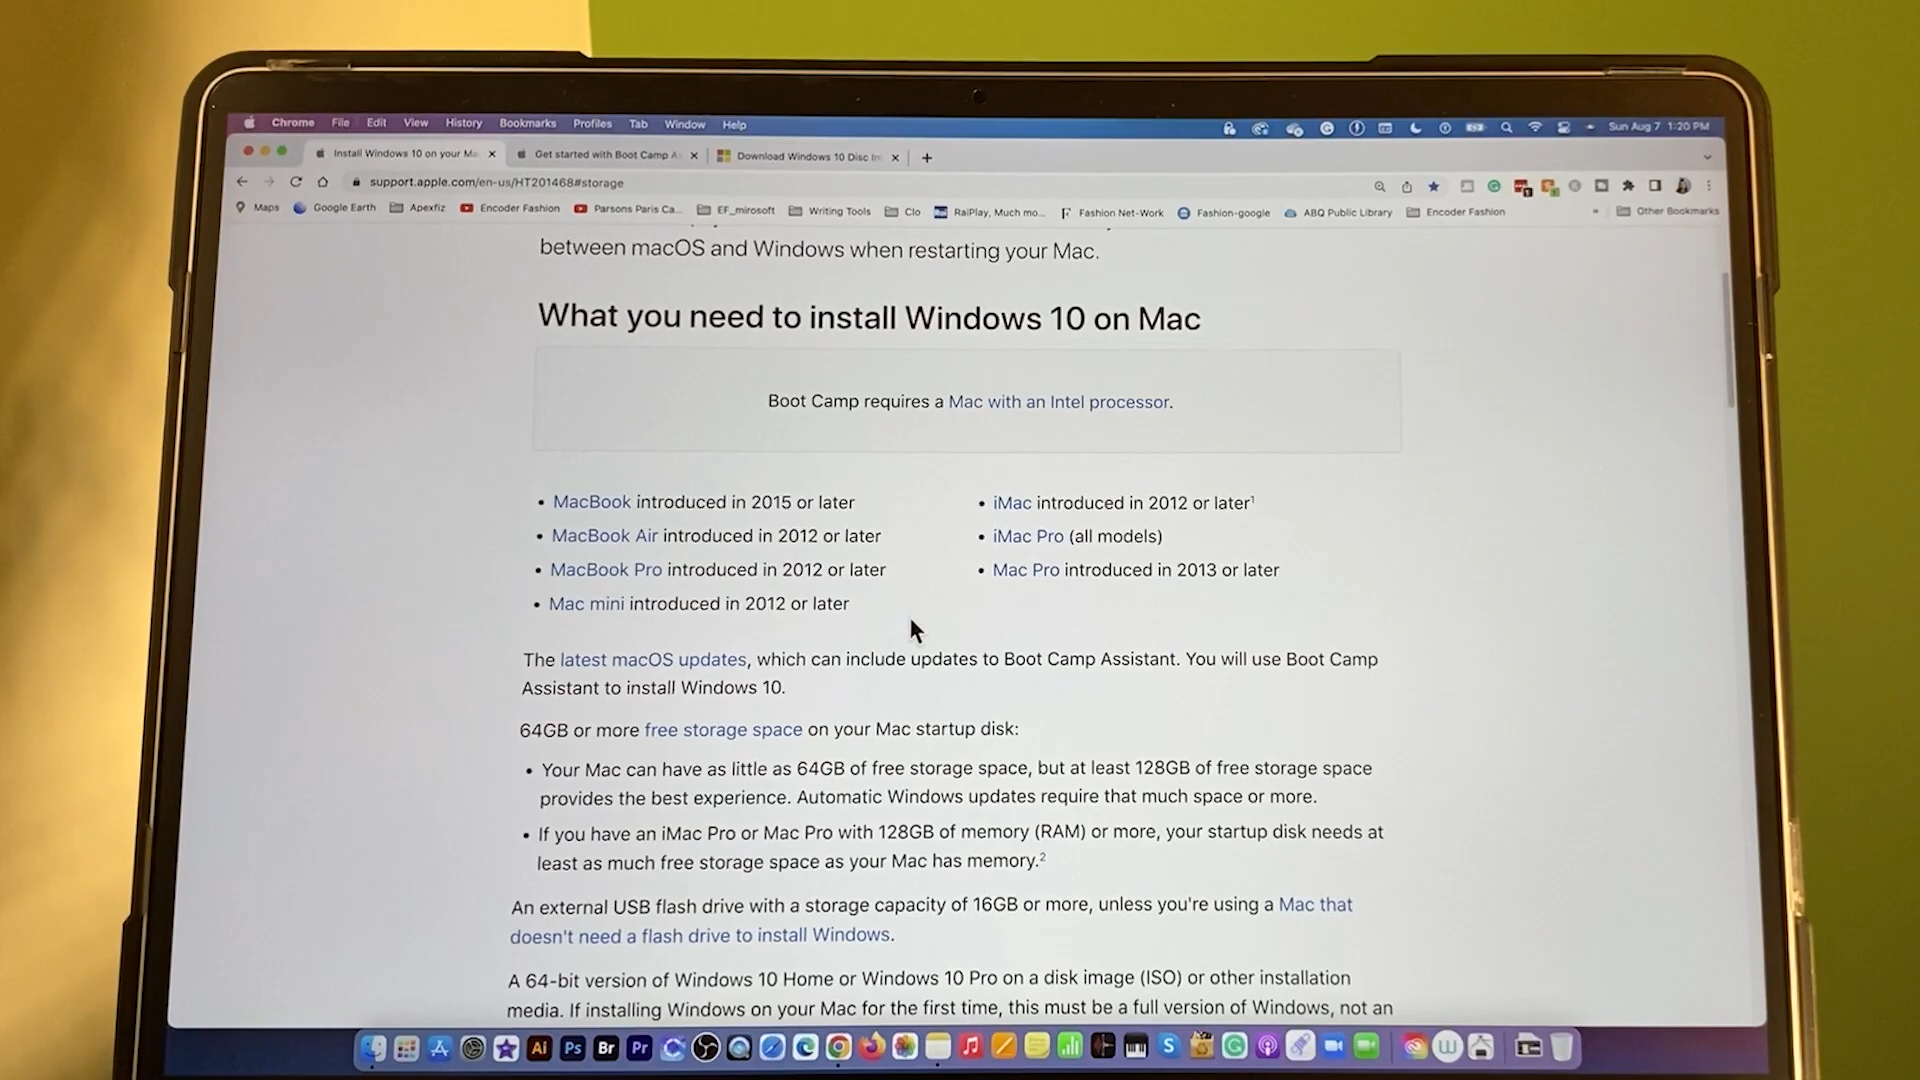 Chrome File Edit View History Bookmarks Profiles Tab Window Help
Sun Aug 7 1:20 PM
Install Windows 10 on your Ma
Get started with Boot Camp A
Download Windows 10 Disc Im
support.apple.com/en-us/HT201468#storage
Maps Google Earth Apexfiz Encoder Fashion Parsons Paris Ca... EF_mirosoft Writing Tools Clo RaiPlay, Much mo... Fashion Net-Work Fashion-google ABQ Public Library Encoder Fashion » Other Bookmarks
between macOS and Windows when restarting your Mac.
What you need to install Windows 10 on Mac
Boot Camp requires a Mac with an Intel processor.
• MacBook introduced in 2015 or later
• MacBook Air introduced in 2012 or later
• MacBook Pro introduced in 2012 or later
• Mac mini introduced in 2012 or later
• iMac introduced in 2012 or later¹
• iMac Pro (all models)
• Mac Pro introduced in 2013 or later
The latest macOS updates, which can include updates to Boot Camp Assistant. You will use Boot Camp
Assistant to install Windows 10.
64GB or more free storage space on your Mac startup disk:
• Your Mac can have as little as 64GB of free storage space, but at least 128GB of free storage space
provides the best experience. Automatic Windows updates require that much space or more.
• If you have an iMac Pro or Mac Pro with 128GB of memory (RAM) or more, your startup disk needs at
least as much free storage space as your Mac has memory.²
An external USB flash drive with a storage capacity of 16GB or more, unless you're using a Mac that
doesn't need a flash drive to install Windows.
A 64-bit version of Windows 10 Home or Windows 10 Pro on a disk image (ISO) or other installation
media. If installing Windows on your Mac for the first time, this must be a full version of Windows, not an
Ai Ps Br Pr